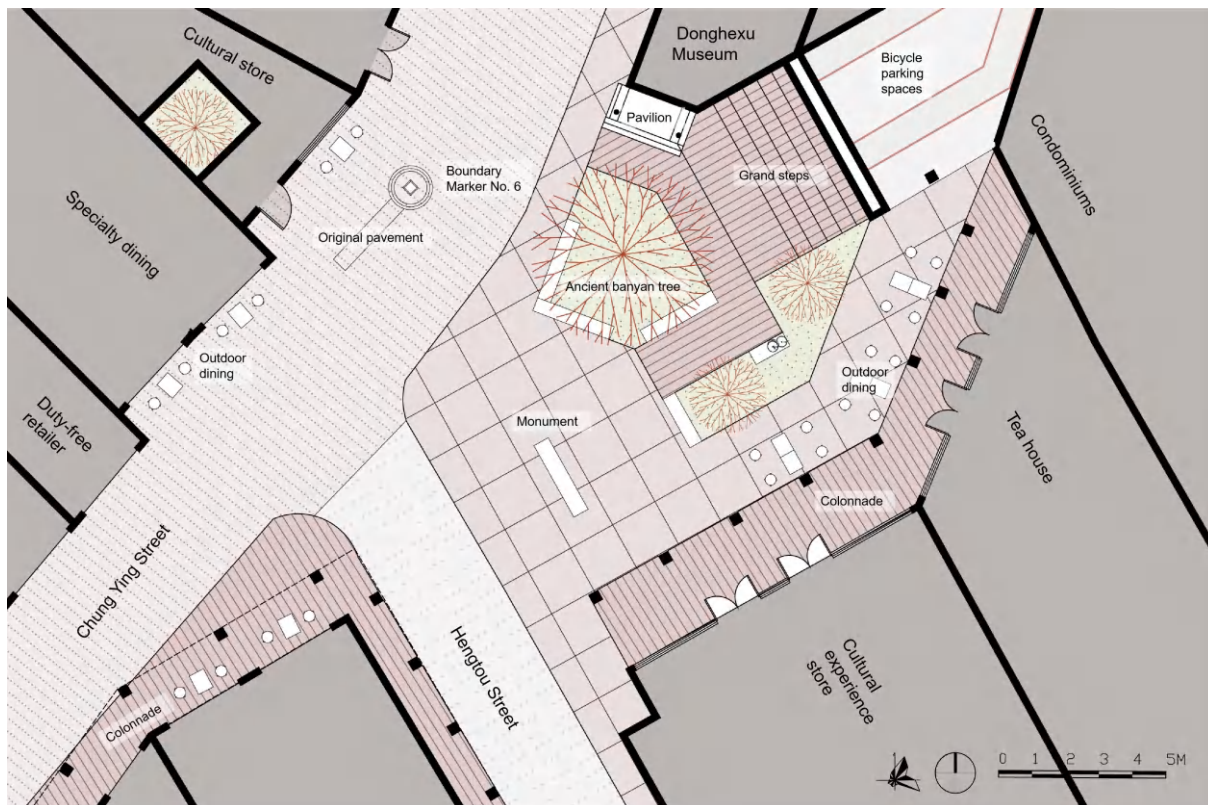 Cultural store
Donghexu
Museum
Bicycle
parking
spaces
Pavilion
Condominiums
Boundary
Marker No. 6
Grand steps
Specialty dining
Original pavement
Ancient banyan tree
Outdoor
dining
Outdoor
dining
Duty-free
retailer
Monument
Tea house
Colonnade
Chung Ying Street
Hengtou Street
Cultural
experience
store
Colonnade
0 1 2 3 4 5M